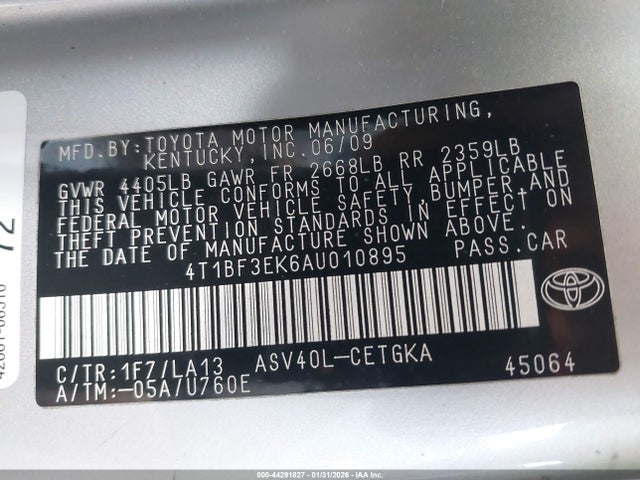 MFD.BY:TOYOTA MOTOR MANUFACTURING,
KENTUCKY,INC.06/09
GVWR 4405LB GAWR FR 2668LB RR 2359LB
THIS VEHICLE CONFORMS TO ALL APPLICABLE
FEDERAL MOTOR VEHICLE SAFETY,BUMPER,AND
THEFT PREVENTION STANDARDS IN EFFECT ON
THE DATE OF MANUFACTURE SHOWN ABOVE.
4T1BF3EK6AU010895 PASS.CAR
C/TR:1F7/LA13 ASV40L-CETGKA
A/TM:-05A/U760E 45064
72
000-44291827 - 01/31/2026 - IAA Inc.